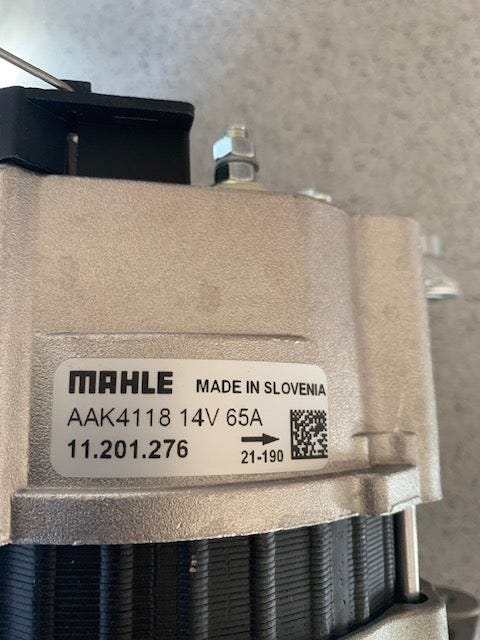 MAHLE MADE IN SLOVENIA
AAK4118 14V 65A
11.201.276
21-190